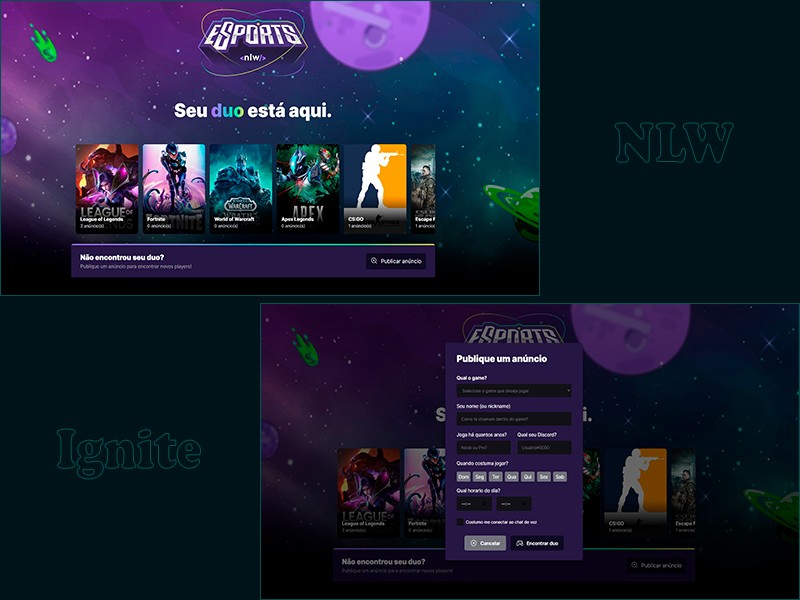 ESPORTS
<nlw/>
Seu duo está aqui.
LEAGUE OF
LEGENDS
League of Legends
2 anúncio(s)
FORTNITE
Fortnite
0 anúncio(s)
WARCRAFT
World of Warcraft
0 anúncio(s)
APEX
Apex Legends
0 anúncio(s)
CS:GO
1 anúncio(s)
Escape F
1 anúncio(s)
Não encontrou seu duo?
Publique um anúncio para encontrar novos players!
Publicar anúncio
NLW
Ignite
ESPORTS
Publique um anúncio
Qual o game?
Selecione o game que deseja jogar
Seu nome (ou nickname)
Como te chamam dentro do game?
Joga há quantos anos? Qual seu Discord?
Tudo bem ser ZERO
Usuario#0000
Quando costuma jogar?
Dom Seg Ter Qua Qui Sex Sab
Qual horário do dia?
--:-- --:--
Costumo me conectar ao chat de voz
Cancelar Encontrar duo
S
i.
LEAGUE OF
League of Legends
2 anúncio(s)
Fortnite
0 anúncio(s)
CS:GO
1 anúncio(s)
Escape F
1 anúncio(s)
Não encontrou seu duo?
Publique um anúncio para encontrar novos players!
Publicar anúncio